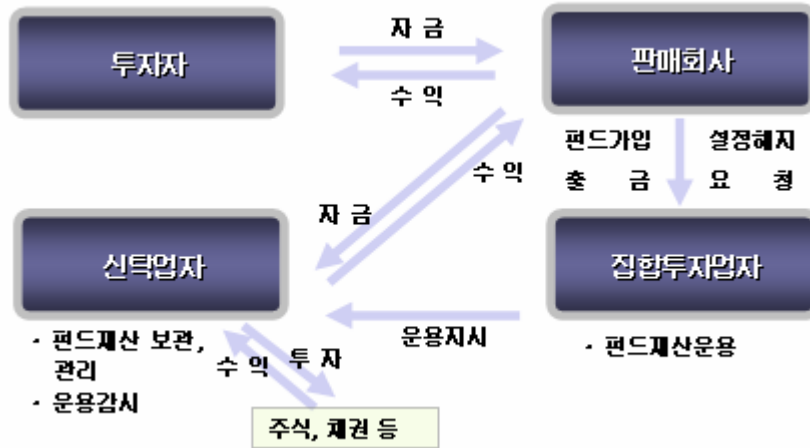 자 금
투자자
판매회사
수 익
펀드가입 설정해지
출 금 요 청
수 익
자 금
신탁업자
집합투자업자
· 펀드재산 보관,
관리
· 운용감시
수 익
투 자
운용지시
· 펀드재산운용
주식, 채권 등